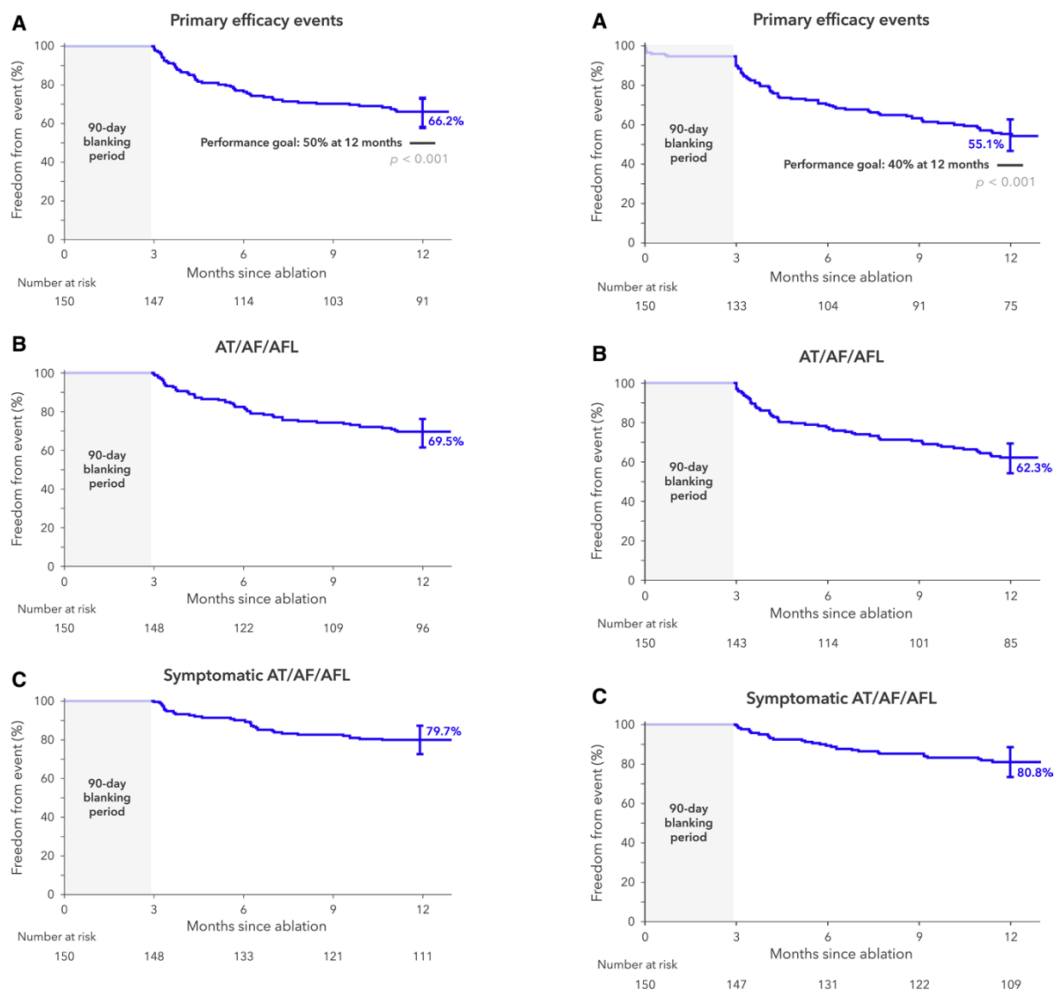 A
Primary efficacy events
Freedom from event (%)
100
80
60
40
20
0
90-day
blanking
period
66.2%
Performance goal: 50% at 12 months
p < 0.001
0 3 6 9 12
Months since ablation
Number at risk
150 147 114 103 91
B
AT/AF/AFL
Freedom from event (%)
100
80
60
40
20
0
90-day
blanking
period
69.5%
0 3 6 9 12
Months since ablation
Number at risk
150 148 122 109 96
C
Symptomatic AT/AF/AFL
Freedom from event (%)
100
80
60
40
20
0
90-day
blanking
period
79.7%
0 3 6 9 12
Months since ablation
Number at risk
150 148 133 121 111
A
Primary efficacy events
Freedom from event (%)
100
80
60
40
20
0
90-day
blanking
period
55.1%
Performance goal: 40% at 12 months
p < 0.001
0 3 6 9 12
Months since ablation
Number at risk
150 133 104 91 75
B
AT/AF/AFL
Freedom from event (%)
100
80
60
40
20
0
90-day
blanking
period
62.3%
0 3 6 9 12
Months since ablation
Number at risk
150 143 114 101 85
C
Symptomatic AT/AF/AFL
Freedom from event (%)
100
80
60
40
20
0
90-day
blanking
period
80.8%
0 3 6 9 12
Months since ablation
Number at risk
150 147 131 122 109